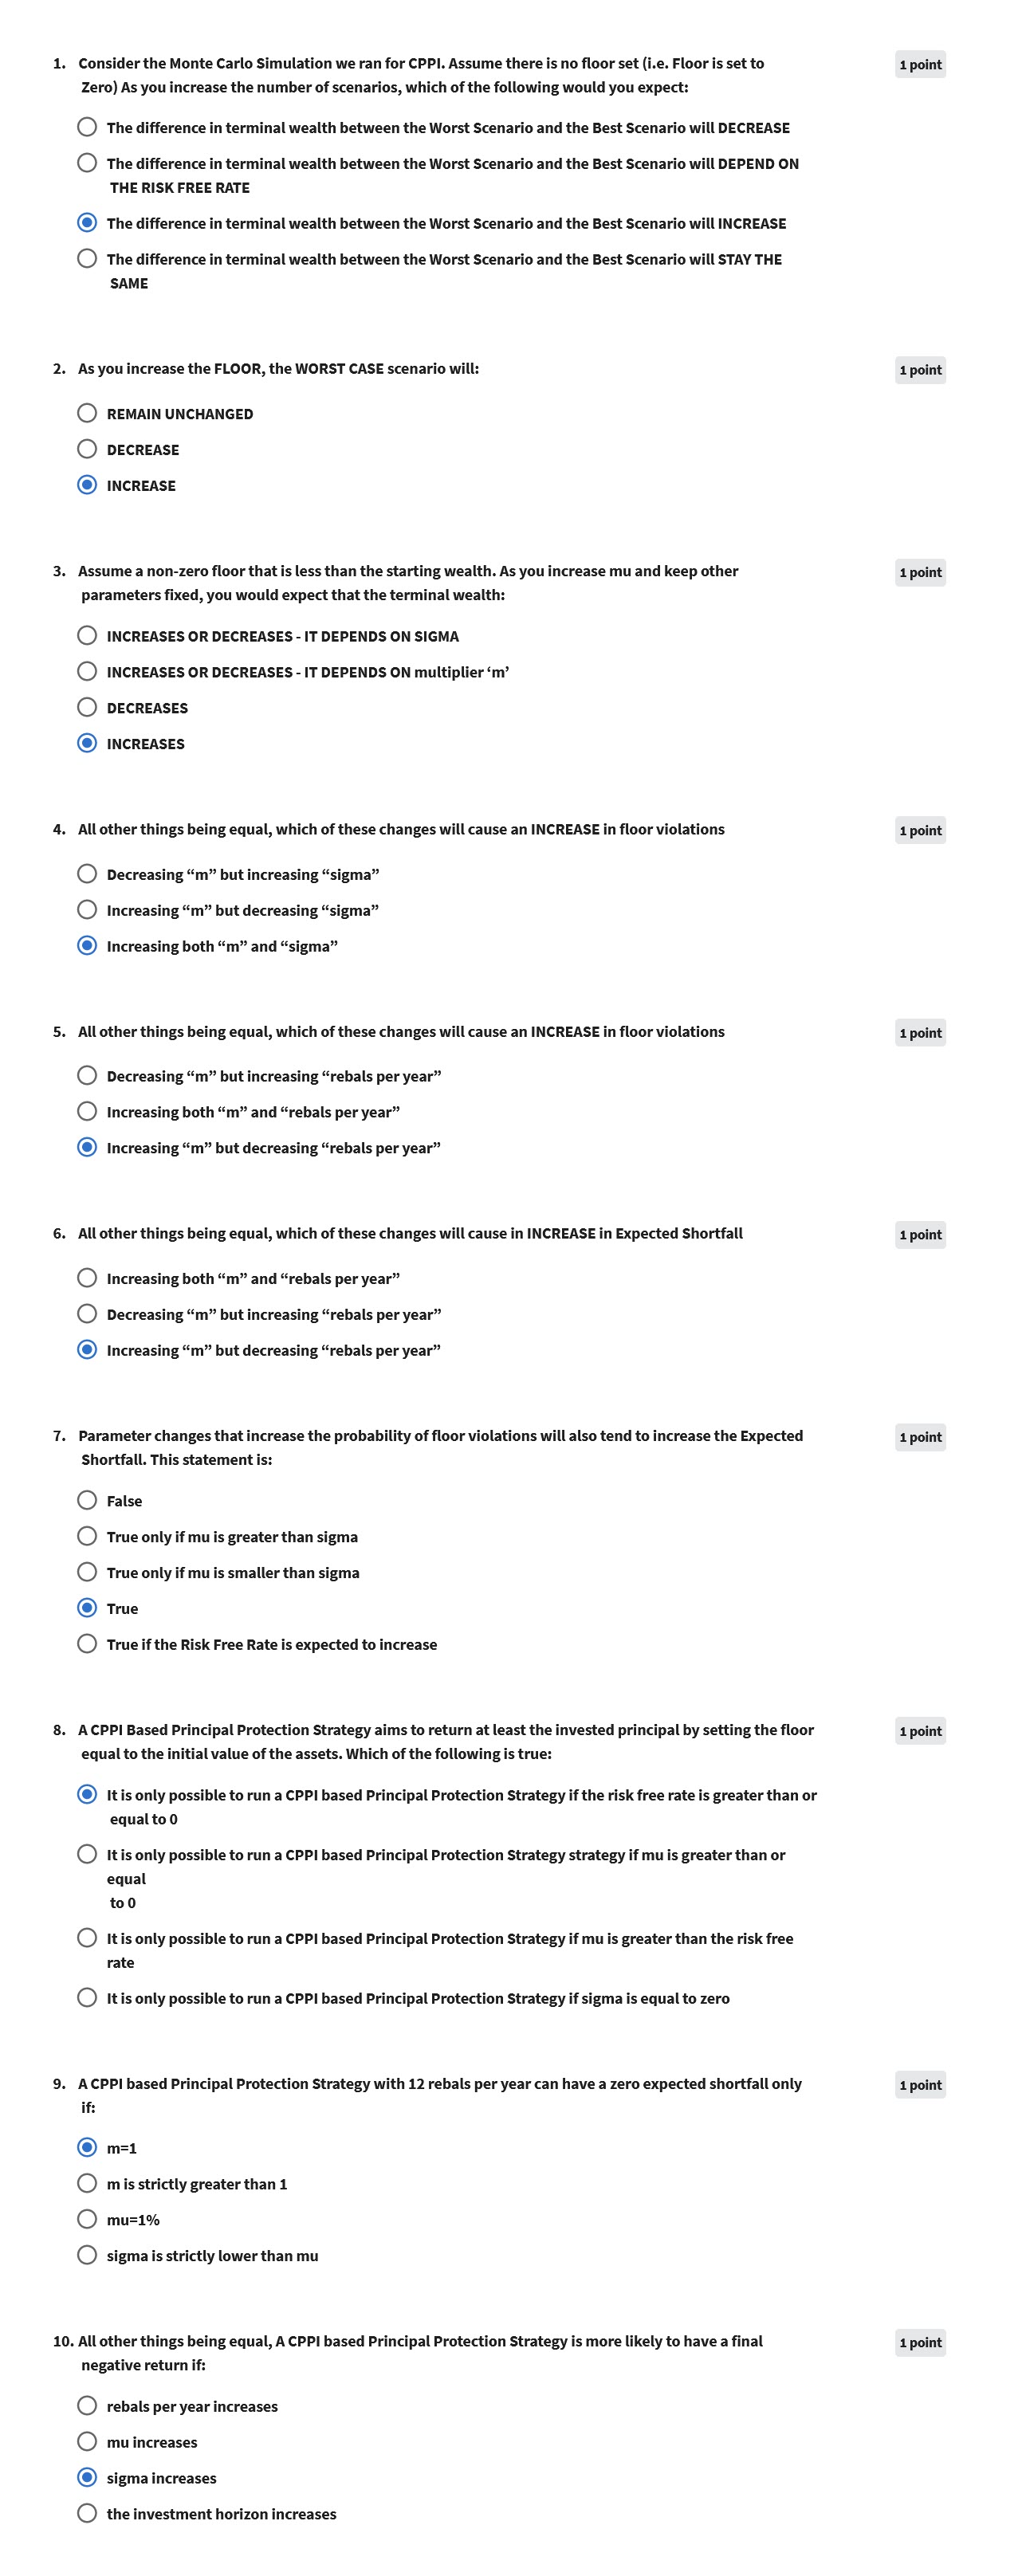 1. Consider the Monte Carlo Simulation we ran for CPPI. Assume there is no floor set (i.e. Floor is set to
1 point
Zero) As you increase the number of scenarios, which of the following would you expect:
The difference in terminal wealth between the Worst Scenario and the Best Scenario will DECREASE
The difference in terminal wealth between the Worst Scenario and the Best Scenario will DEPEND ON
THE RISK FREE RATE
The difference in terminal wealth between the Worst Scenario and the Best Scenario will INCREASE
The difference in terminal wealth between the Worst Scenario and the Best Scenario will STAY THE
SAME
2. As you increase the FLOOR, the WORST CASE scenario will:
1 point
REMAIN UNCHANGED
DECREASE
INCREASE
3. Assume a non-zero floor that is less than the starting wealth. As you increase mu and keep other
1 point
parameters fixed, you would expect that the terminal wealth:
INCREASES OR DECREASES - IT DEPENDS ON SIGMA
INCREASES OR DECREASES - IT DEPENDS ON multiplier ‘m’
DECREASES
INCREASES
4. All other things being equal, which of these changes will cause an INCREASE in floor violations
1 point
Decreasing “m” but increasing “sigma”
Increasing “m” but decreasing “sigma”
Increasing both “m” and “sigma”
5. All other things being equal, which of these changes will cause an INCREASE in floor violations
1 point
Decreasing “m” but increasing “rebals per year”
Increasing both “m” and “rebals per year”
Increasing “m” but decreasing “rebals per year”
6. All other things being equal, which of these changes will cause in INCREASE in Expected Shortfall
1 point
Increasing both “m” and “rebals per year”
Decreasing “m” but increasing “rebals per year”
Increasing “m” but decreasing “rebals per year”
7. Parameter changes that increase the probability of floor violations will also tend to increase the Expected
1 point
Shortfall. This statement is:
False
True only if mu is greater than sigma
True only if mu is smaller than sigma
True
True if the Risk Free Rate is expected to increase
8. A CPPI Based Principal Protection Strategy aims to return at least the invested principal by setting the floor
1 point
equal to the initial value of the assets. Which of the following is true:
It is only possible to run a CPPI based Principal Protection Strategy if the risk free rate is greater than or
equal to 0
It is only possible to run a CPPI based Principal Protection Strategy strategy if mu is greater than or
equal
to 0
It is only possible to run a CPPI based Principal Protection Strategy if mu is greater than the risk free
rate
It is only possible to run a CPPI based Principal Protection Strategy if sigma is equal to zero
9. A CPPI based Principal Protection Strategy with 12 rebals per year can have a zero expected shortfall only
1 point
if:
m=1
m is strictly greater than 1
mu=1%
sigma is strictly lower than mu
10. All other things being equal, A CPPI based Principal Protection Strategy is more likely to have a final
1 point
negative return if:
rebals per year increases
mu increases
sigma increases
the investment horizon increases